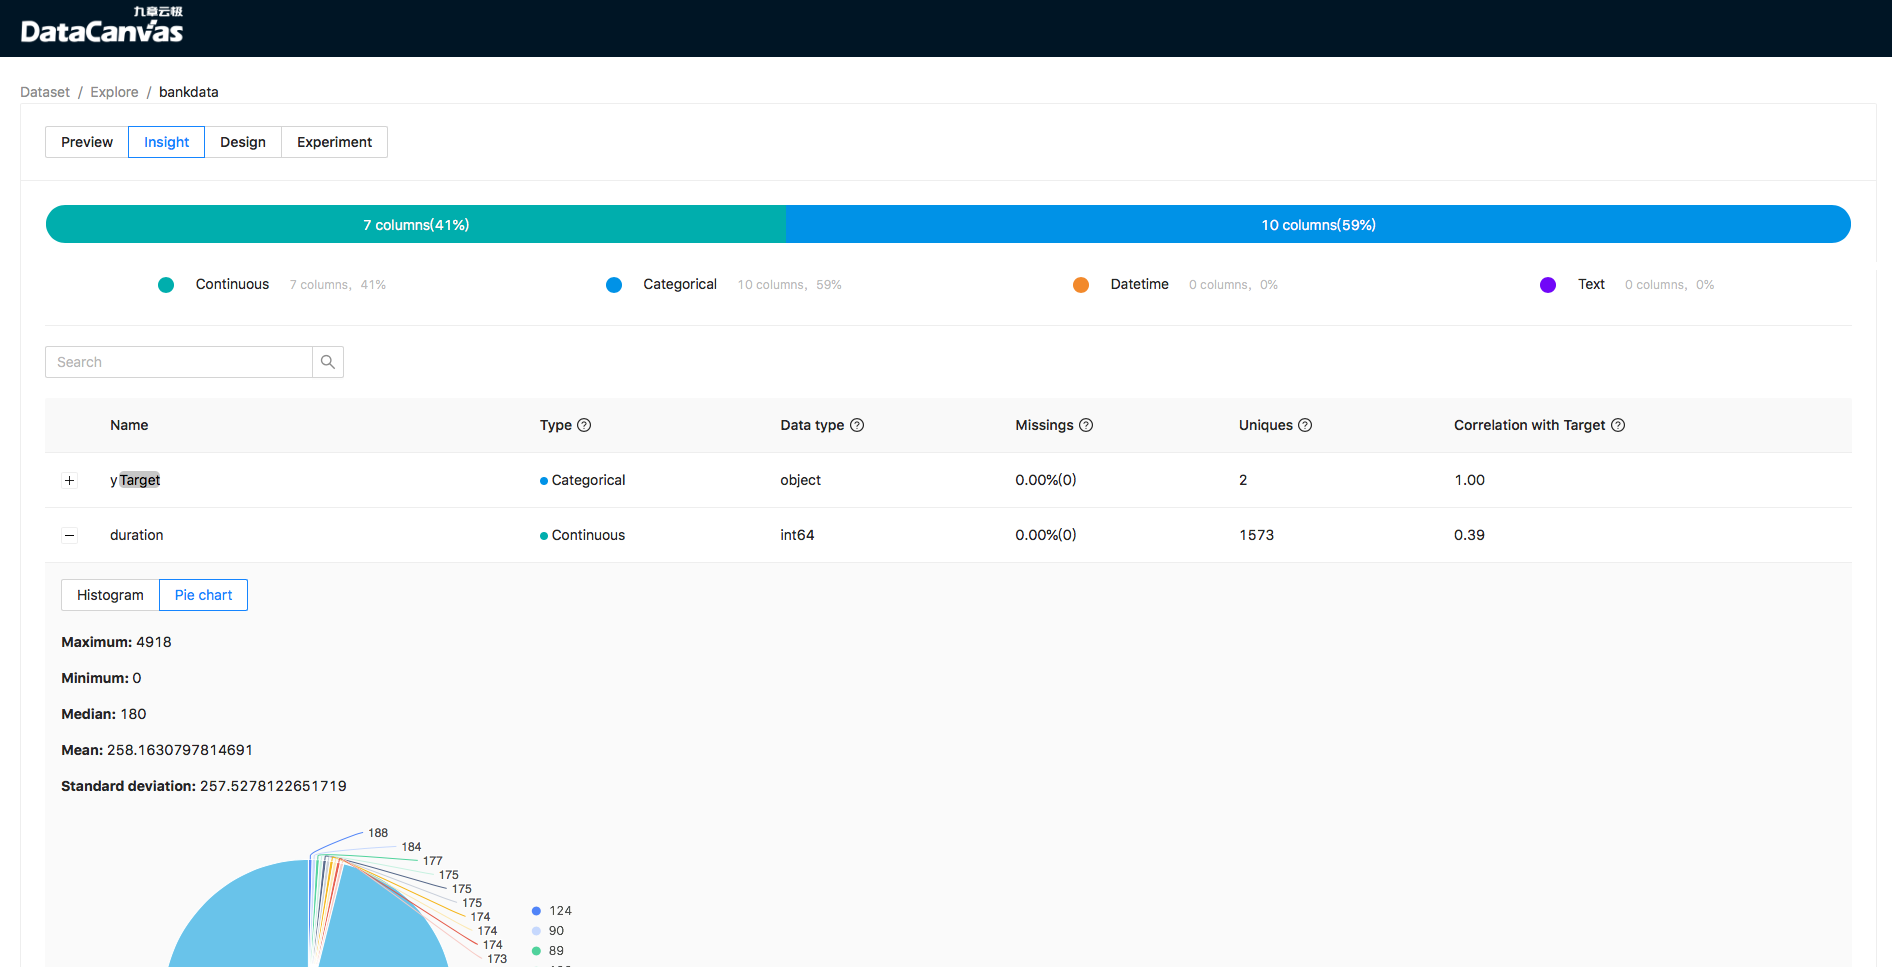 九章云极
DataCanvas
Dataset / Explore / bankdata
Preview Insight Design Experiment
7 columns(41%) 10 columns(59%)
Continuous 7 columns, 41% Categorical 10 columns, 59% Datetime 0 columns, 0% Text 0 columns, 0%
Search
Name Type ? Data type ? Missings ? Uniques ? Correlation with Target ?
+ y Target Categorical object 0.00%(0) 2 1.00
− duration Continuous int64 0.00%(0) 1573 0.39
Histogram Pie chart
Maximum: 4918
Minimum: 0
Median: 180
Mean: 258.1630797814691
Standard deviation: 257.5278122651719
188
184
177
175
175
175
174
174
174
173
124
90
89